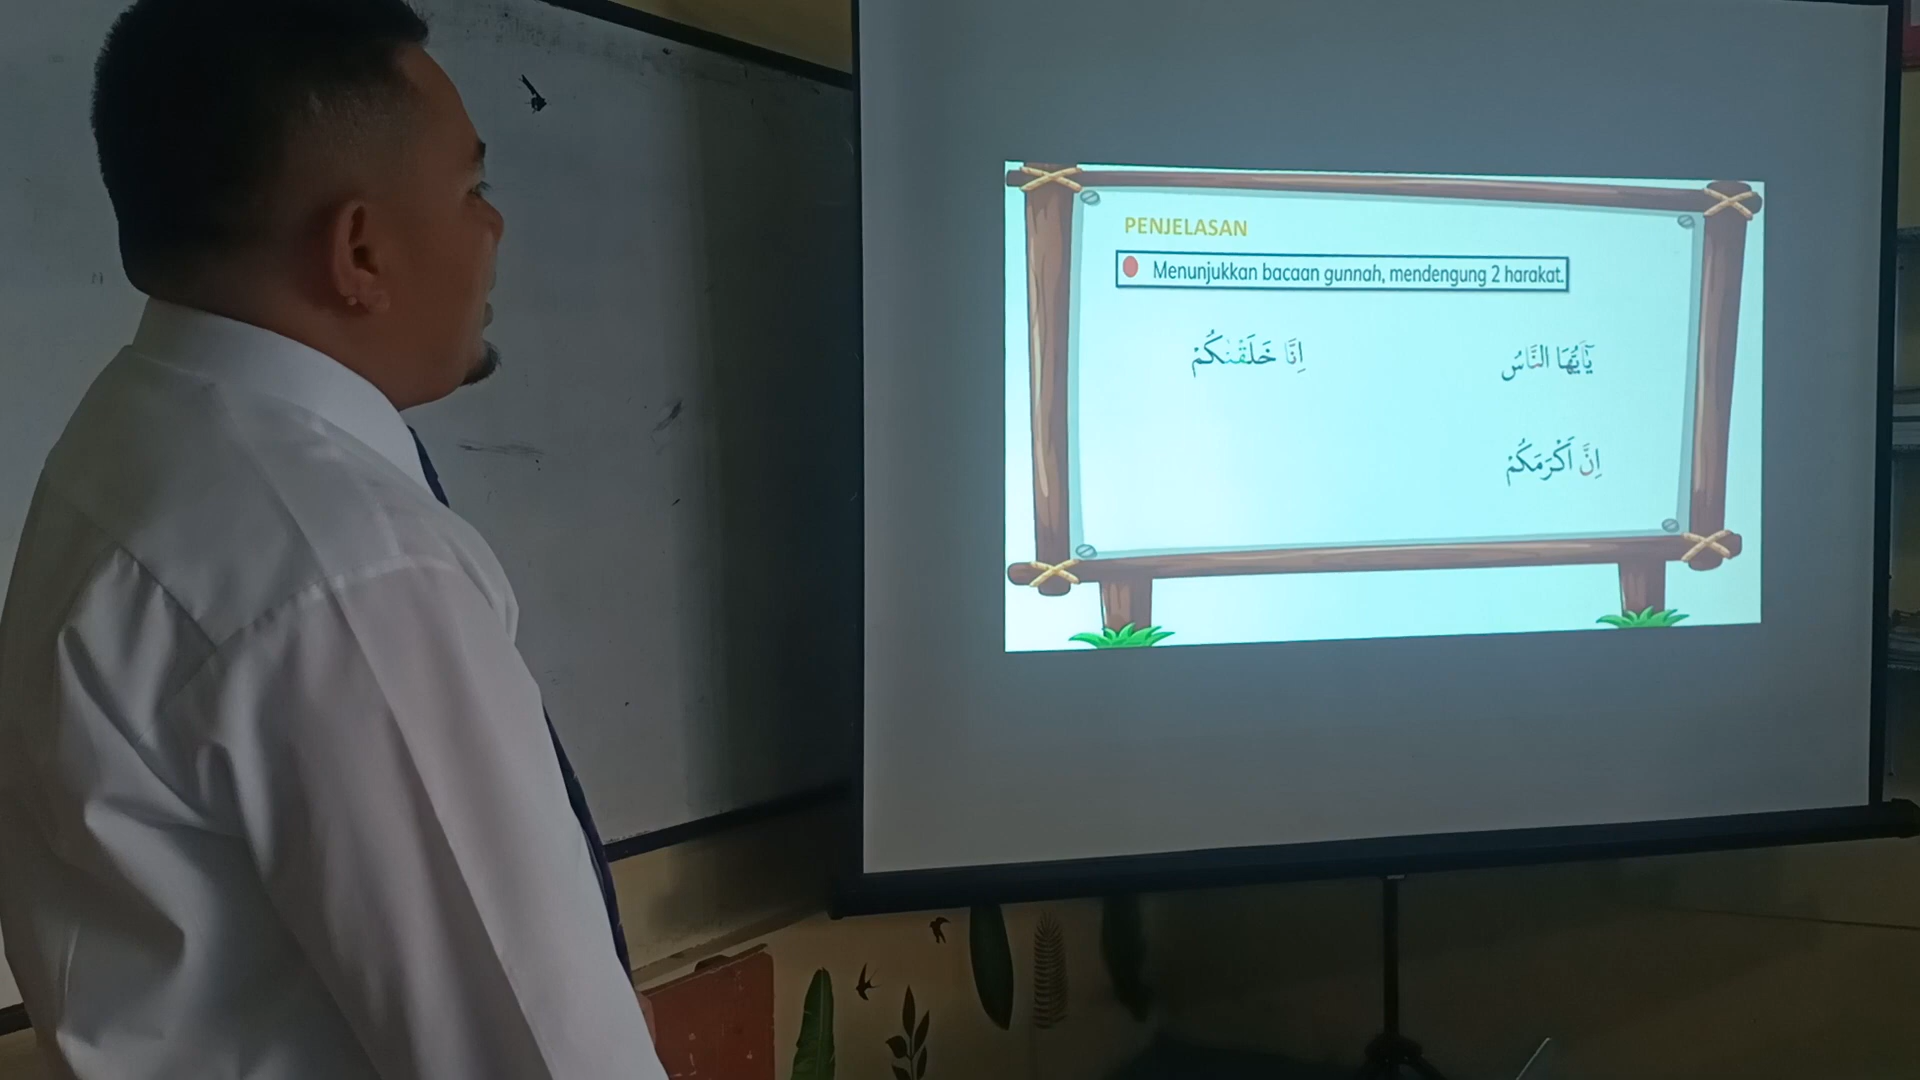 PENJELASAN
Menunjukkan bacaan gunnah, mendengung 2 harakat.
يٰٓاَيُّهَا النَّاسُ
اِنَّا خَلَقْنٰكُمْ
اِنَّ اَكْرَمَكُمْ